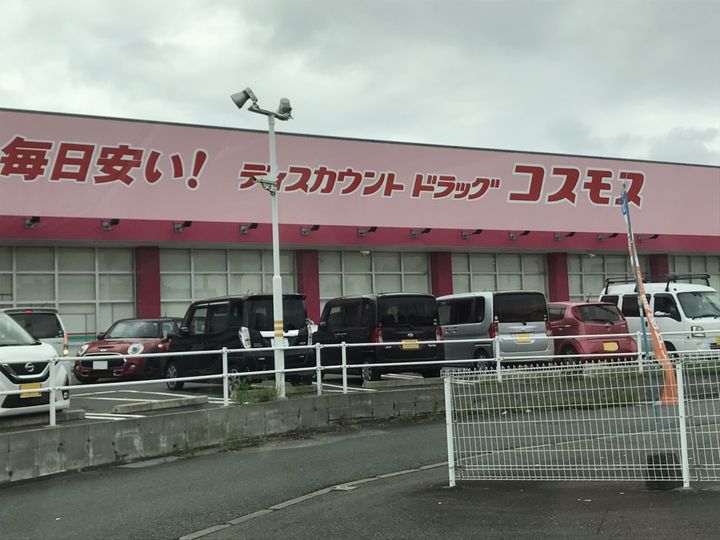 毎日安い! ディスカウント ドラッグ コスモス